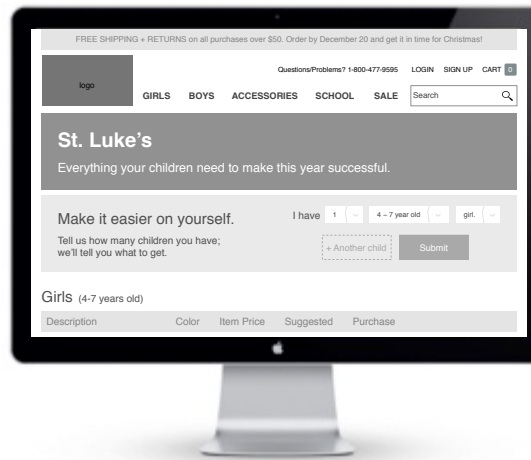 FREE SHIPPING + RETURNS on all purchases over $50. Order by December 20 and get it in time for Christmas!
Questions/Problems? 1-800-477-9595 LOGIN SIGN UP CART 0
logo
GIRLS BOYS ACCESSORIES SCHOOL SALE Search
St. Luke's
Everything your children need to make this year successful.
Make it easier on yourself.
I have 1 4 – 7 year old girl.
Tell us how many children you have;
we'll tell you what to get.
+ Another child Submit
Girls (4-7 years old)
Description Color Item Price Suggested Purchase